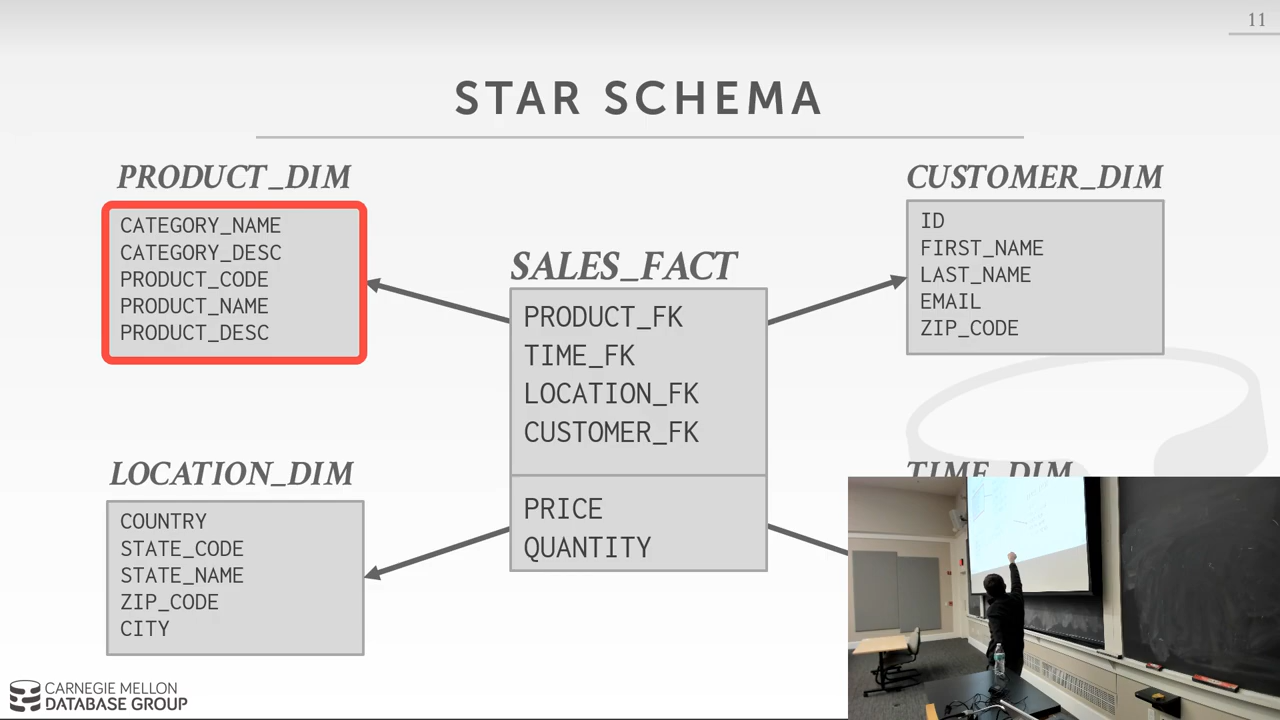 11
STAR SCHEMA
PRODUCT_DIM
CATEGORY_NAME
CATEGORY_DESC
PRODUCT_CODE
PRODUCT_NAME
PRODUCT_DESC
CUSTOMER_DIM
ID
FIRST_NAME
LAST_NAME
EMAIL
ZIP_CODE
SALES_FACT
PRODUCT_FK
TIME_FK
LOCATION_FK
CUSTOMER_FK
PRICE
QUANTITY
LOCATION_DIM
COUNTRY
STATE_CODE
STATE_NAME
ZIP_CODE
CITY
TIME_DIM
CARNEGIE MELLON
DATABASE GROUP